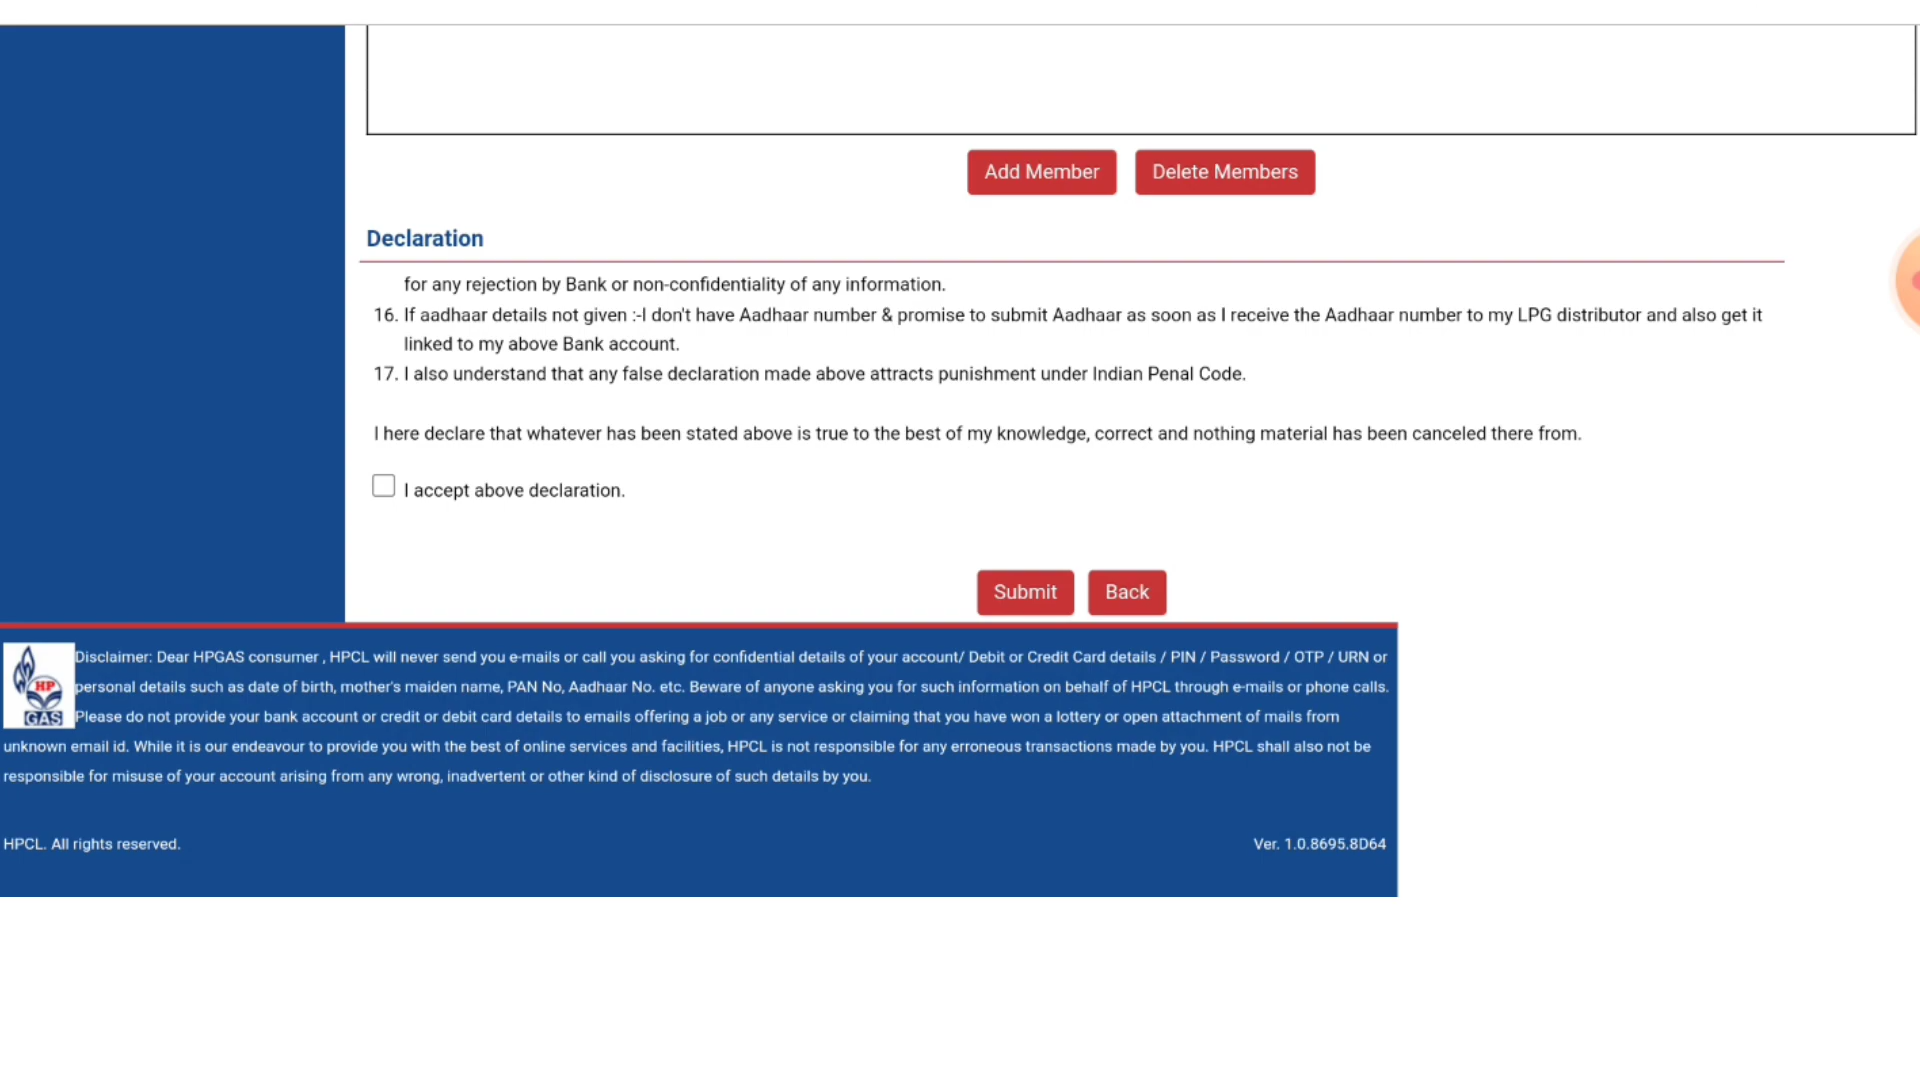 Add Member Delete Members
Declaration
for any rejection by Bank or non-confidentiality of any information.
16. If aadhaar details not given :-I don't have Aadhaar number & promise to submit Aadhaar as soon as I receive the Aadhaar number to my LPG distributor and also get it
linked to my above Bank account.
17. I also understand that any false declaration made above attracts punishment under Indian Penal Code.
I here declare that whatever has been stated above is true to the best of my knowledge, correct and nothing material has been canceled there from.
I accept above declaration.
Submit Back
HP
GAS
Disclaimer: Dear HPGAS consumer , HPCL will never send you e-mails or call you asking for confidential details of your account/ Debit or Credit Card details / PIN / Password / OTP / URN or
personal details such as date of birth, mother's maiden name, PAN No, Aadhaar No. etc. Beware of anyone asking you for such information on behalf of HPCL through e-mails or phone calls.
Please do not provide your bank account or credit or debit card details to emails offering a job or any service or claiming that you have won a lottery or open attachment of mails from
unknown email id. While it is our endeavour to provide you with the best of online services and facilities, HPCL is not responsible for any erroneous transactions made by you. HPCL shall also not be
responsible for misuse of your account arising from any wrong, inadvertent or other kind of disclosure of such details by you.
HPCL. All rights reserved. Ver. 1.0.8695.8D64